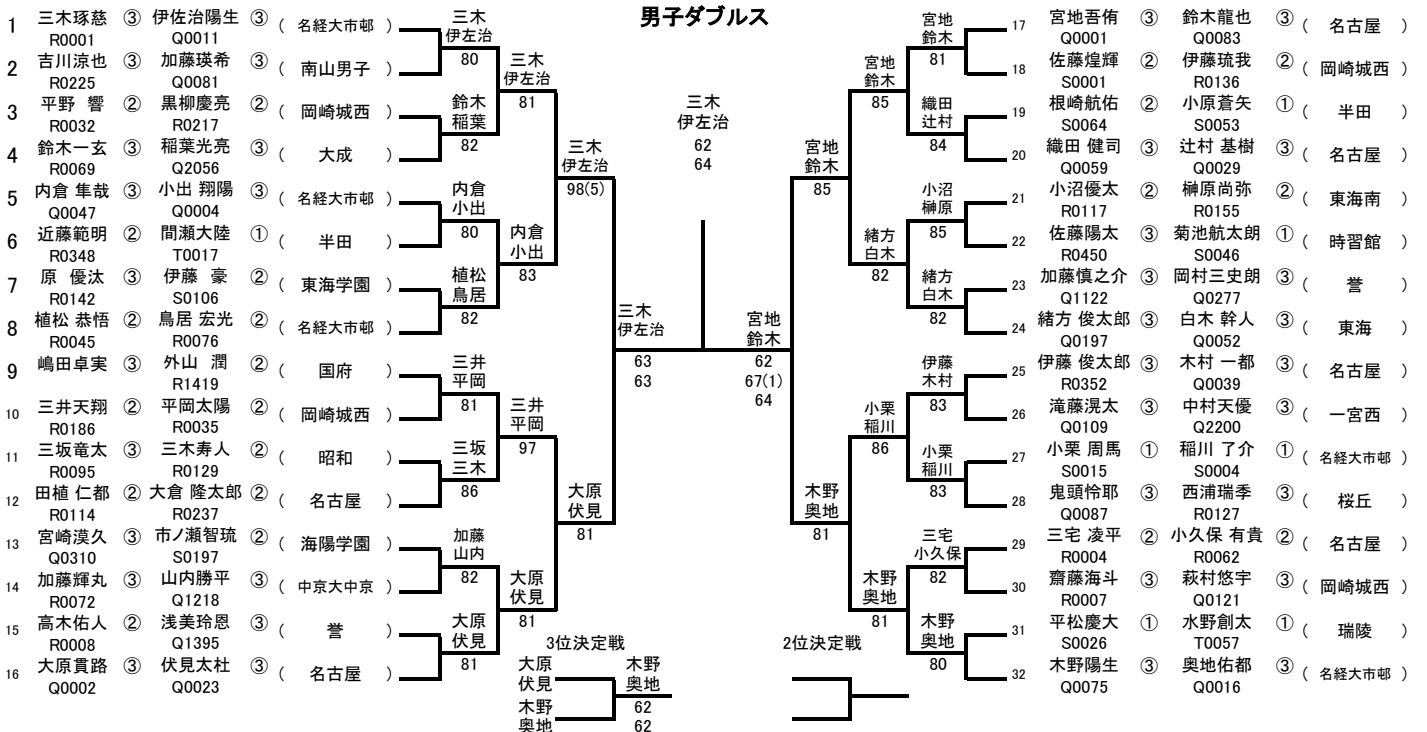 男子ダブルス
1 三木琢慈 ③ 伊佐治陽生 ③ ( 名経大市邨 )
R0001 Q0011
2 吉川涼也 ③ 加藤瑛希 ③ ( 南山男子 )
R0225 Q0081
3 平野 響 ② 黒柳慶亮 ② ( 岡崎城西 )
R0032 R0217
4 鈴木一玄 ③ 稲葉光亮 ③ ( 大成 )
R0069 Q2056
5 内倉 隼哉 ③ 小出 翔陽 ③ ( 名経大市邨 )
Q0047 Q0004
6 近藤範明 ② 間瀬大陸 ① ( 半田 )
R0348 T0017
7 原 優汰 ③ 伊藤 豪 ② ( 東海学園 )
R0142 S0106
8 植松 恭悟 ② 鳥居 宏光 ② ( 名経大市邨 )
R0045 R0076
9 嶋田卓実 ③ 外山 潤 ② ( 国府 )
R1419
10 三井天翔 ② 平岡太陽 ② ( 岡崎城西 )
R0186 R0035
11 三坂竜太 ③ 三木寿人 ② ( 昭和 )
R0095 R0129
12 田植 仁都 ② 大倉 隆太郎 ② ( 名古屋 )
R0114 R0237
13 宮崎漠久 ③ 市ノ瀬智琉 ② ( 海陽学園 )
Q0310 S0197
14 加藤輝丸 ③ 山内勝平 ③ ( 中京大中京 )
R0072 Q1218
15 高木佑人 ② 浅美玲恩 ③ ( 誉 )
R0008 Q1395
16 大原貫路 ③ 伏見太杜 ③ ( 名古屋 )
Q0002 Q0023
三木
伊左治
80
鈴木
稲葉
82
内倉
小出
80
植松
鳥居
82
三井
平岡
81
三坂
三木
86
加藤
山内
82
大原
伏見
81
三木
伊左治
81
内倉
小出
83
三井
平岡
97
大原
伏見
81
三木
伊左治
98(5)
大原
伏見
81
三木
伊左治
63
63
三木
伊左治
62
64
宮地
鈴木
62
67(1)
64
宮地
鈴木
85
木野
奥地
81
宮地
鈴木
85
緒方
白木
82
小栗
稲川
86
木野
奥地
81
宮地
鈴木
81
織田
辻村
84
小沼
榊原
85
緒方
白木
82
伊藤
木村
83
小栗
稲川
83
三宅
小久保
82
木野
奥地
80
17 宮地吾侑 ③ 鈴木龍也 ③ ( 名古屋 )
Q0001 Q0083
18 佐藤煌輝 ② 伊藤琉我 ② ( 岡崎城西 )
S0001 R0136
19 根崎航佑 ② 小原蒼矢 ① ( 半田 )
S0064 S0053
20 織田 健司 ③ 辻村 基樹 ③ ( 名古屋 )
Q0059 Q0029
21 小沼優太 ② 榊原尚弥 ② ( 東海南 )
R0117 R0155
22 佐藤陽太 ③ 菊池航太朗 ① ( 時習館 )
R0450 S0046
23 加藤慎之介 ③ 岡村三史朗 ③ ( 誉 )
Q1122 Q0277
24 緒方 俊太郎 ③ 白木 幹人 ③ ( 東海 )
Q0197 Q0052
25 伊藤 俊太郎 ③ 木村 一都 ③ ( 名古屋 )
R0352 Q0039
26 滝藤滉太 ③ 中村天優 ③ ( 一宮西 )
Q0109 Q2200
27 小栗 周馬 ① 稲川 了介 ① ( 名経大市邨 )
S0015 S0004
28 鬼頭怜耶 ③ 西浦瑞季 ③ ( 桜丘 )
Q0087 R0127
29 三宅 凌平 ② 小久保 有貴 ② ( 名古屋 )
R0004 R0062
30 齋藤海斗 ③ 萩村悠宇 ③ ( 岡崎城西 )
R0007 Q0121
31 平松慶大 ① 水野創太 ① ( 瑞陵 )
S0026 T0057
32 木野陽生 ③ 奥地佑都 ③ ( 名経大市邨 )
Q0075 Q0016
3位決定戦
大原
伏見
木野
奥地
木野
奥地
62
62
2位決定戦